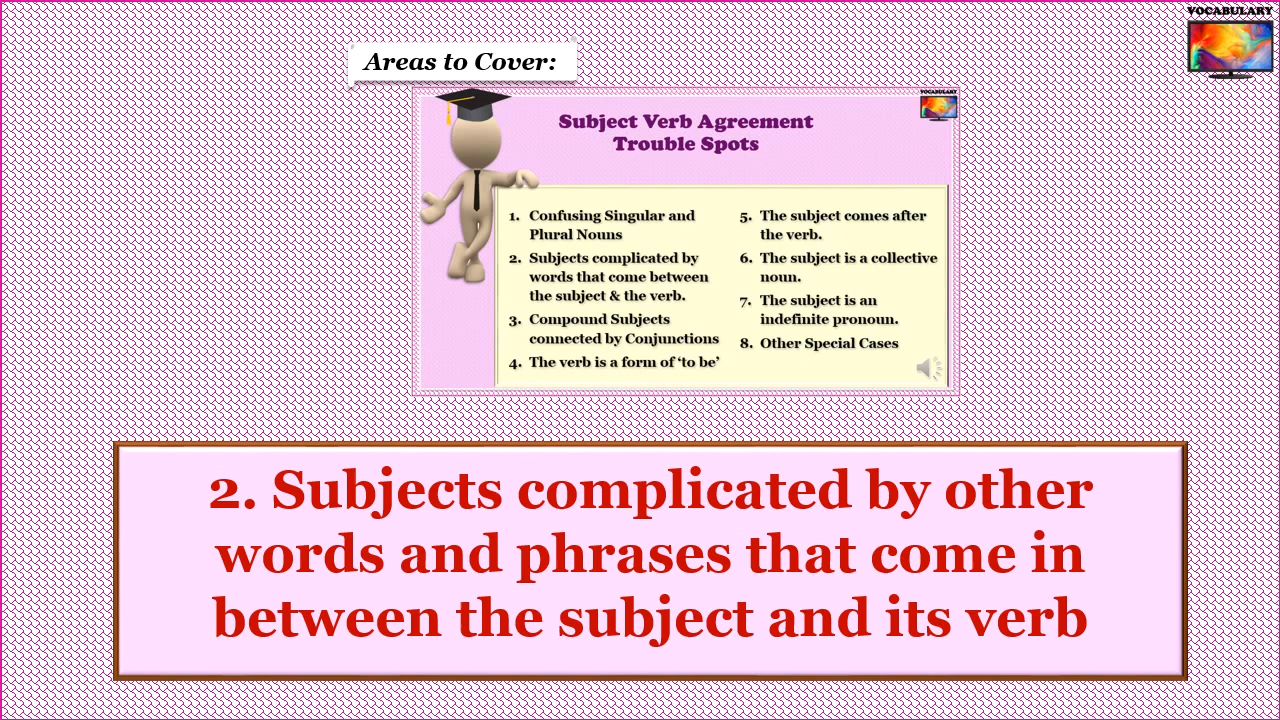 VOCABULARY
Areas to Cover:
VOCABULARY
Subject Verb Agreement
Trouble Spots
1. Confusing Singular and
Plural Nouns
2. Subjects complicated by
words that come between
the subject & the verb.
3. Compound Subjects
connected by Conjunctions
4. The verb is a form of ‘to be’
5. The subject comes after
the verb.
6. The subject is a collective
noun.
7. The subject is an
indefinite pronoun.
8. Other Special Cases
2. Subjects complicated by other
words and phrases that come in
between the subject and its verb